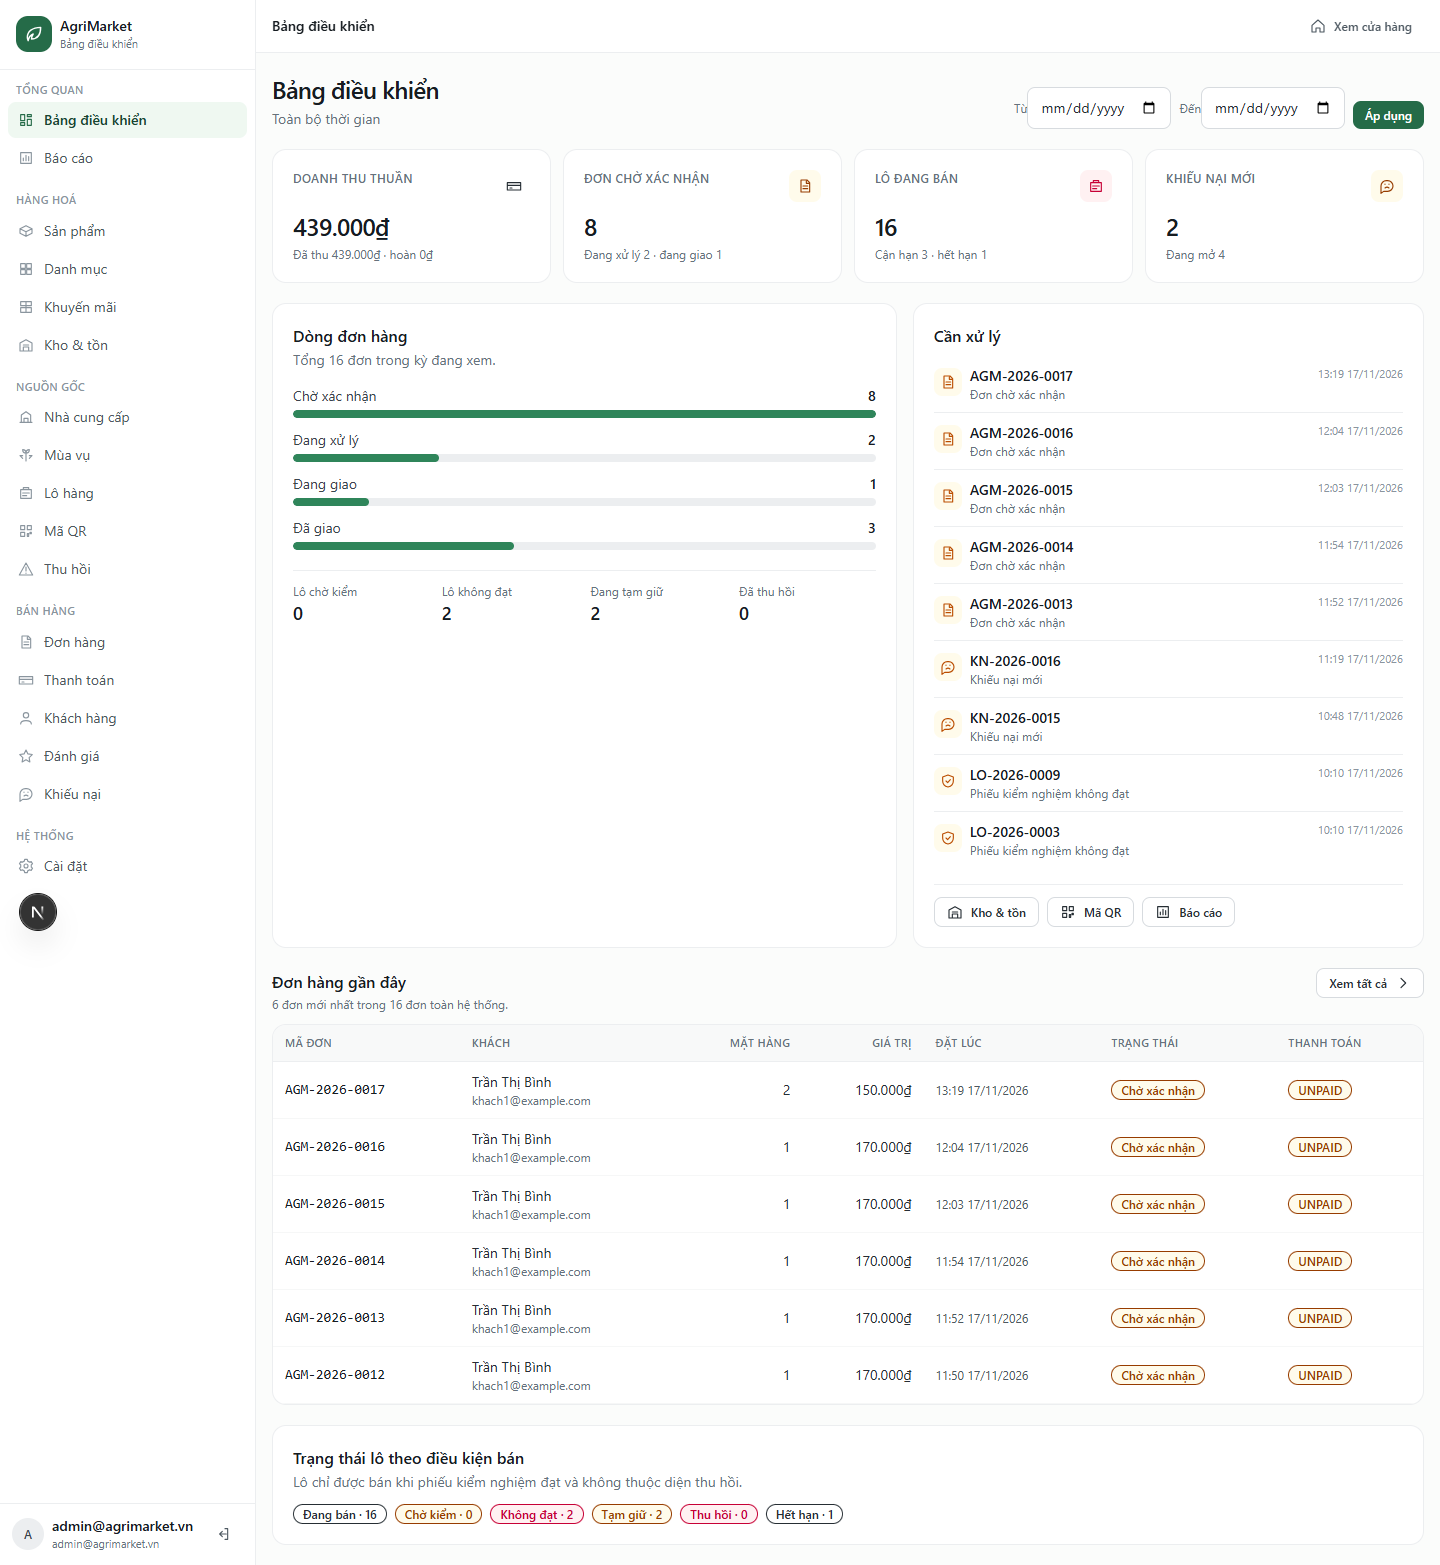 AgriMarket
Bảng điều khiển
TỔNG QUAN
Bảng điều khiển
Báo cáo
HÀNG HOÁ
Sản phẩm
Danh mục
Khuyến mãi
Kho & tồn
NGUỒN GỐC
Nhà cung cấp
Mùa vụ
Lô hàng
Mã QR
Thu hồi
BÁN HÀNG
Đơn hàng
Thanh toán
Khách hàng
Đánh giá
Khiếu nại
HỆ THỐNG
Cài đặt
N
A
admin@agrimarket.vn
admin@agrimarket.vn
Bảng điều khiển
Xem cửa hàng
Bảng điều khiển
Toàn bộ thời gian
Từ mm/dd/yyyy Đến mm/dd/yyyy Áp dụng
DOANH THU THUẦN
439.000₫
Đã thu 439.000₫ · hoàn 0₫
ĐƠN CHỜ XÁC NHẬN
8
Đang xử lý 2 · đang giao 1
LÔ ĐANG BÁN
16
Cận hạn 3 · hết hạn 1
KHIẾU NẠI MỚI
2
Đang mở 4
Dòng đơn hàng
Tổng 16 đơn trong kỳ đang xem.
Chờ xác nhận 8
Đang xử lý 2
Đang giao 1
Đã giao 3
Lô chờ kiểm Lô không đạt Đang tạm giữ Đã thu hồi
0 2 2 0
Cần xử lý
AGM-2026-0017 13:19 17/11/2026
Đơn chờ xác nhận
AGM-2026-0016 12:04 17/11/2026
Đơn chờ xác nhận
AGM-2026-0015 12:03 17/11/2026
Đơn chờ xác nhận
AGM-2026-0014 11:54 17/11/2026
Đơn chờ xác nhận
AGM-2026-0013 11:52 17/11/2026
Đơn chờ xác nhận
KN-2026-0016 11:19 17/11/2026
Khiếu nại mới
KN-2026-0015 10:48 17/11/2026
Khiếu nại mới
LO-2026-0009 10:10 17/11/2026
Phiếu kiểm nghiệm không đạt
LO-2026-0003 10:10 17/11/2026
Phiếu kiểm nghiệm không đạt
Kho & tồn Mã QR Báo cáo
Đơn hàng gần đây
6 đơn mới nhất trong 16 đơn toàn hệ thống.
Xem tất cả
MÃ ĐƠN KHÁCH MẶT HÀNG GIÁ TRỊ ĐẶT LÚC TRẠNG THÁI THANH TOÁN
AGM-2026-0017 Trần Thị Bình 2 150.000₫ 13:19 17/11/2026 Chờ xác nhận UNPAID
khach1@example.com
AGM-2026-0016 Trần Thị Bình 1 170.000₫ 12:04 17/11/2026 Chờ xác nhận UNPAID
khach1@example.com
AGM-2026-0015 Trần Thị Bình 1 170.000₫ 12:03 17/11/2026 Chờ xác nhận UNPAID
khach1@example.com
AGM-2026-0014 Trần Thị Bình 1 170.000₫ 11:54 17/11/2026 Chờ xác nhận UNPAID
khach1@example.com
AGM-2026-0013 Trần Thị Bình 1 170.000₫ 11:52 17/11/2026 Chờ xác nhận UNPAID
khach1@example.com
AGM-2026-0012 Trần Thị Bình 1 170.000₫ 11:50 17/11/2026 Chờ xác nhận UNPAID
khach1@example.com
Trạng thái lô theo điều kiện bán
Lô chỉ được bán khi phiếu kiểm nghiệm đạt và không thuộc diện thu hồi.
Đang bán · 16 Chờ kiểm · 0 Không đạt · 2 Tạm giữ · 2 Thu hồi · 0 Hết hạn · 1